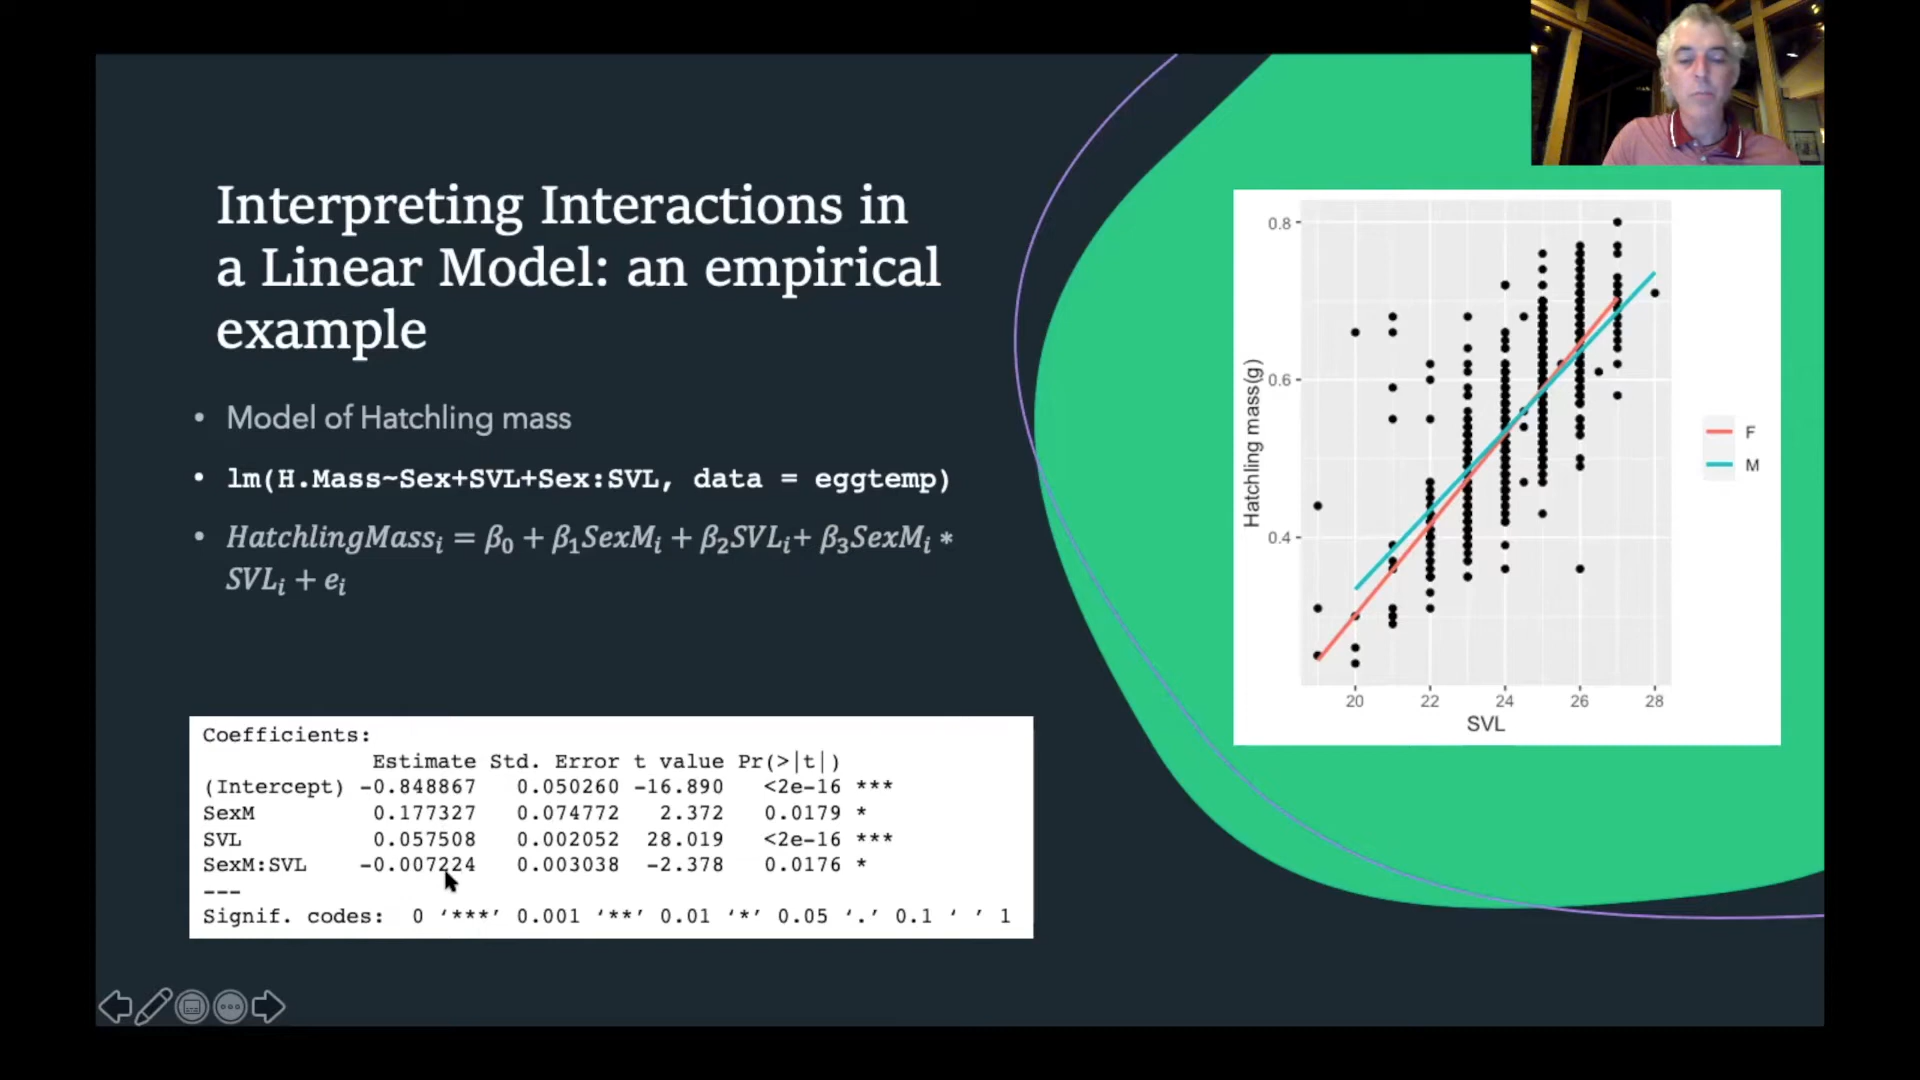 Interpreting Interactions in
a Linear Model: an empirical
example
• Model of Hatchling mass
• lm(H.Mass~Sex+SVL+Sex:SVL, data = eggtemp)
• HatchlingMassᵢ = β₀ + β₁SexMᵢ + β₂SVLᵢ+ β₃SexMᵢ *
SVLᵢ + eᵢ
Coefficients:
Estimate Std. Error t value Pr(>|t|)
(Intercept) -0.848867 0.050260 -16.890 <2e-16 ***
SexM 0.177327 0.074772 2.372 0.0179 *
SVL 0.057508 0.002052 28.019 <2e-16 ***
SexM:SVL -0.007224 0.003038 -2.378 0.0176 *
---
Signif. codes: 0 ‘***’ 0.001 ‘**’ 0.01 ‘*’ 0.05 ‘.’ 0.1 ‘ ’ 1
0.8
0.6
0.4
Hatchling mass(g)
20 22 24 26 28
SVL
F
M